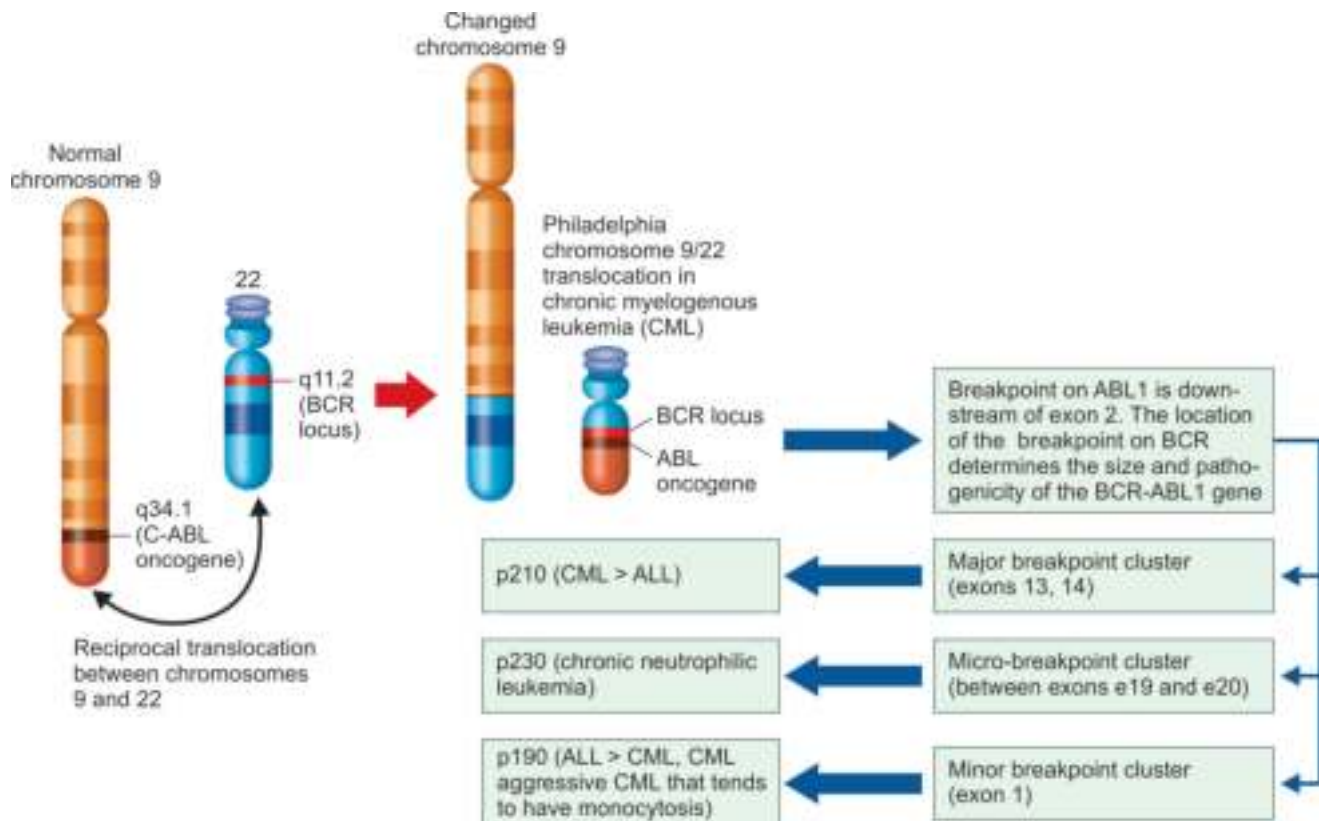 Changed
chromosome 9
Normal
chromosome 9
22
q11.2
(BCR
locus)
q34.1
(C-ABL
oncogene)
Reciprocal translocation
between chromosomes
9 and 22
Philadelphia
chromosome 9/22
translocation in
chronic myelogenous
leukemia (CML)
BCR locus
ABL
oncogene
Breakpoint on ABL1 is down-
stream of exon 2. The location
of the breakpoint on BCR
determines the size and patho-
genicity of the BCR-ABL1 gene
p210 (CML > ALL)
Major breakpoint cluster
(exons 13, 14)
p230 (chronic neutrophilic
leukemia)
Micro-breakpoint cluster
(between exons e19 and e20)
p190 (ALL > CML, CML
aggressive CML that tends
to have monocytosis)
Minor breakpoint cluster
(exon 1)